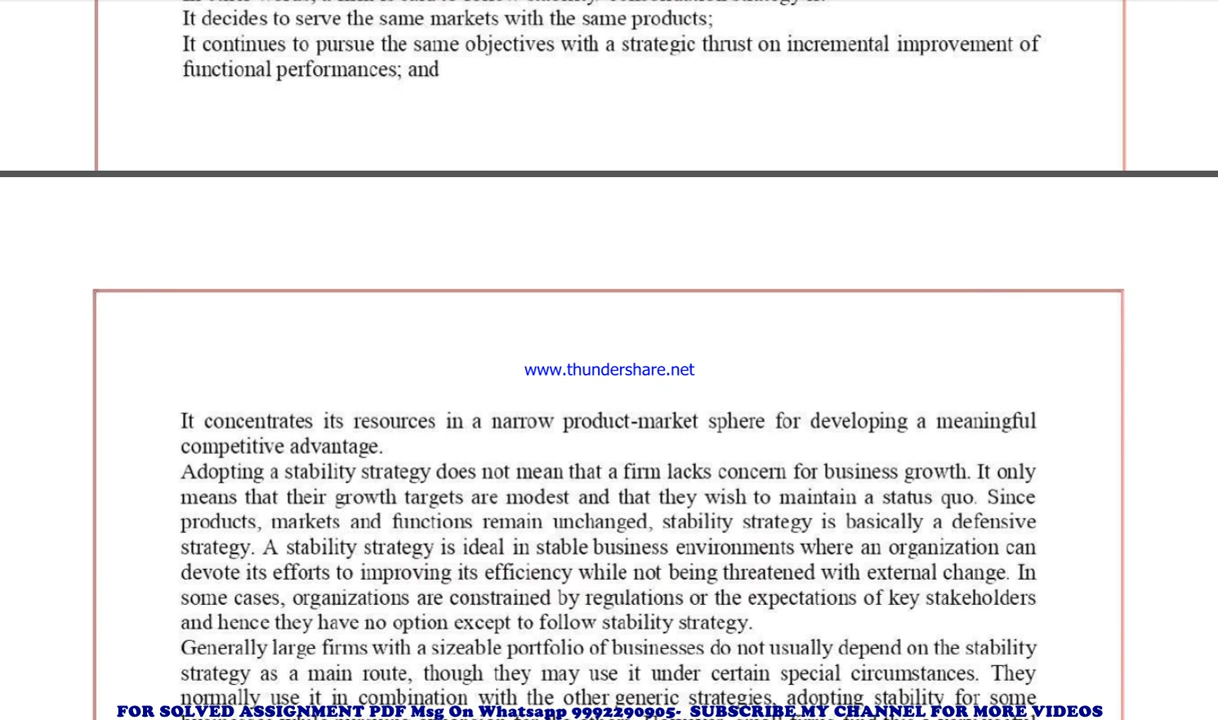 It decides to serve the same markets with the same products;
It continues to pursue the same objectives with a strategic thrust on incremental improvement of
functional performances; and
www.thundershare.net
It concentrates its resources in a narrow product-market sphere for developing a meaningful
competitive advantage.
Adopting a stability strategy does not mean that a firm lacks concern for business growth. It only
means that their growth targets are modest and that they wish to maintain a status quo. Since
products, markets and functions remain unchanged, stability strategy is basically a defensive
strategy. A stability strategy is ideal in stable business environments where an organization can
devote its efforts to improving its efficiency while not being threatened with external change. In
some cases, organizations are constrained by regulations or the expectations of key stakeholders
and hence they have no option except to follow stability strategy.
Generally large firms with a sizeable portfolio of businesses do not usually depend on the stability
strategy as a main route, though they may use it under certain special circumstances. They
normally use it in combination with the other generic strategies, adopting stability for some
FOR SOLVED ASSIGNMENT PDF Msg On Whatsapp 9992290905- SUBSCRIBE MY CHANNEL FOR MORE VIDEOS